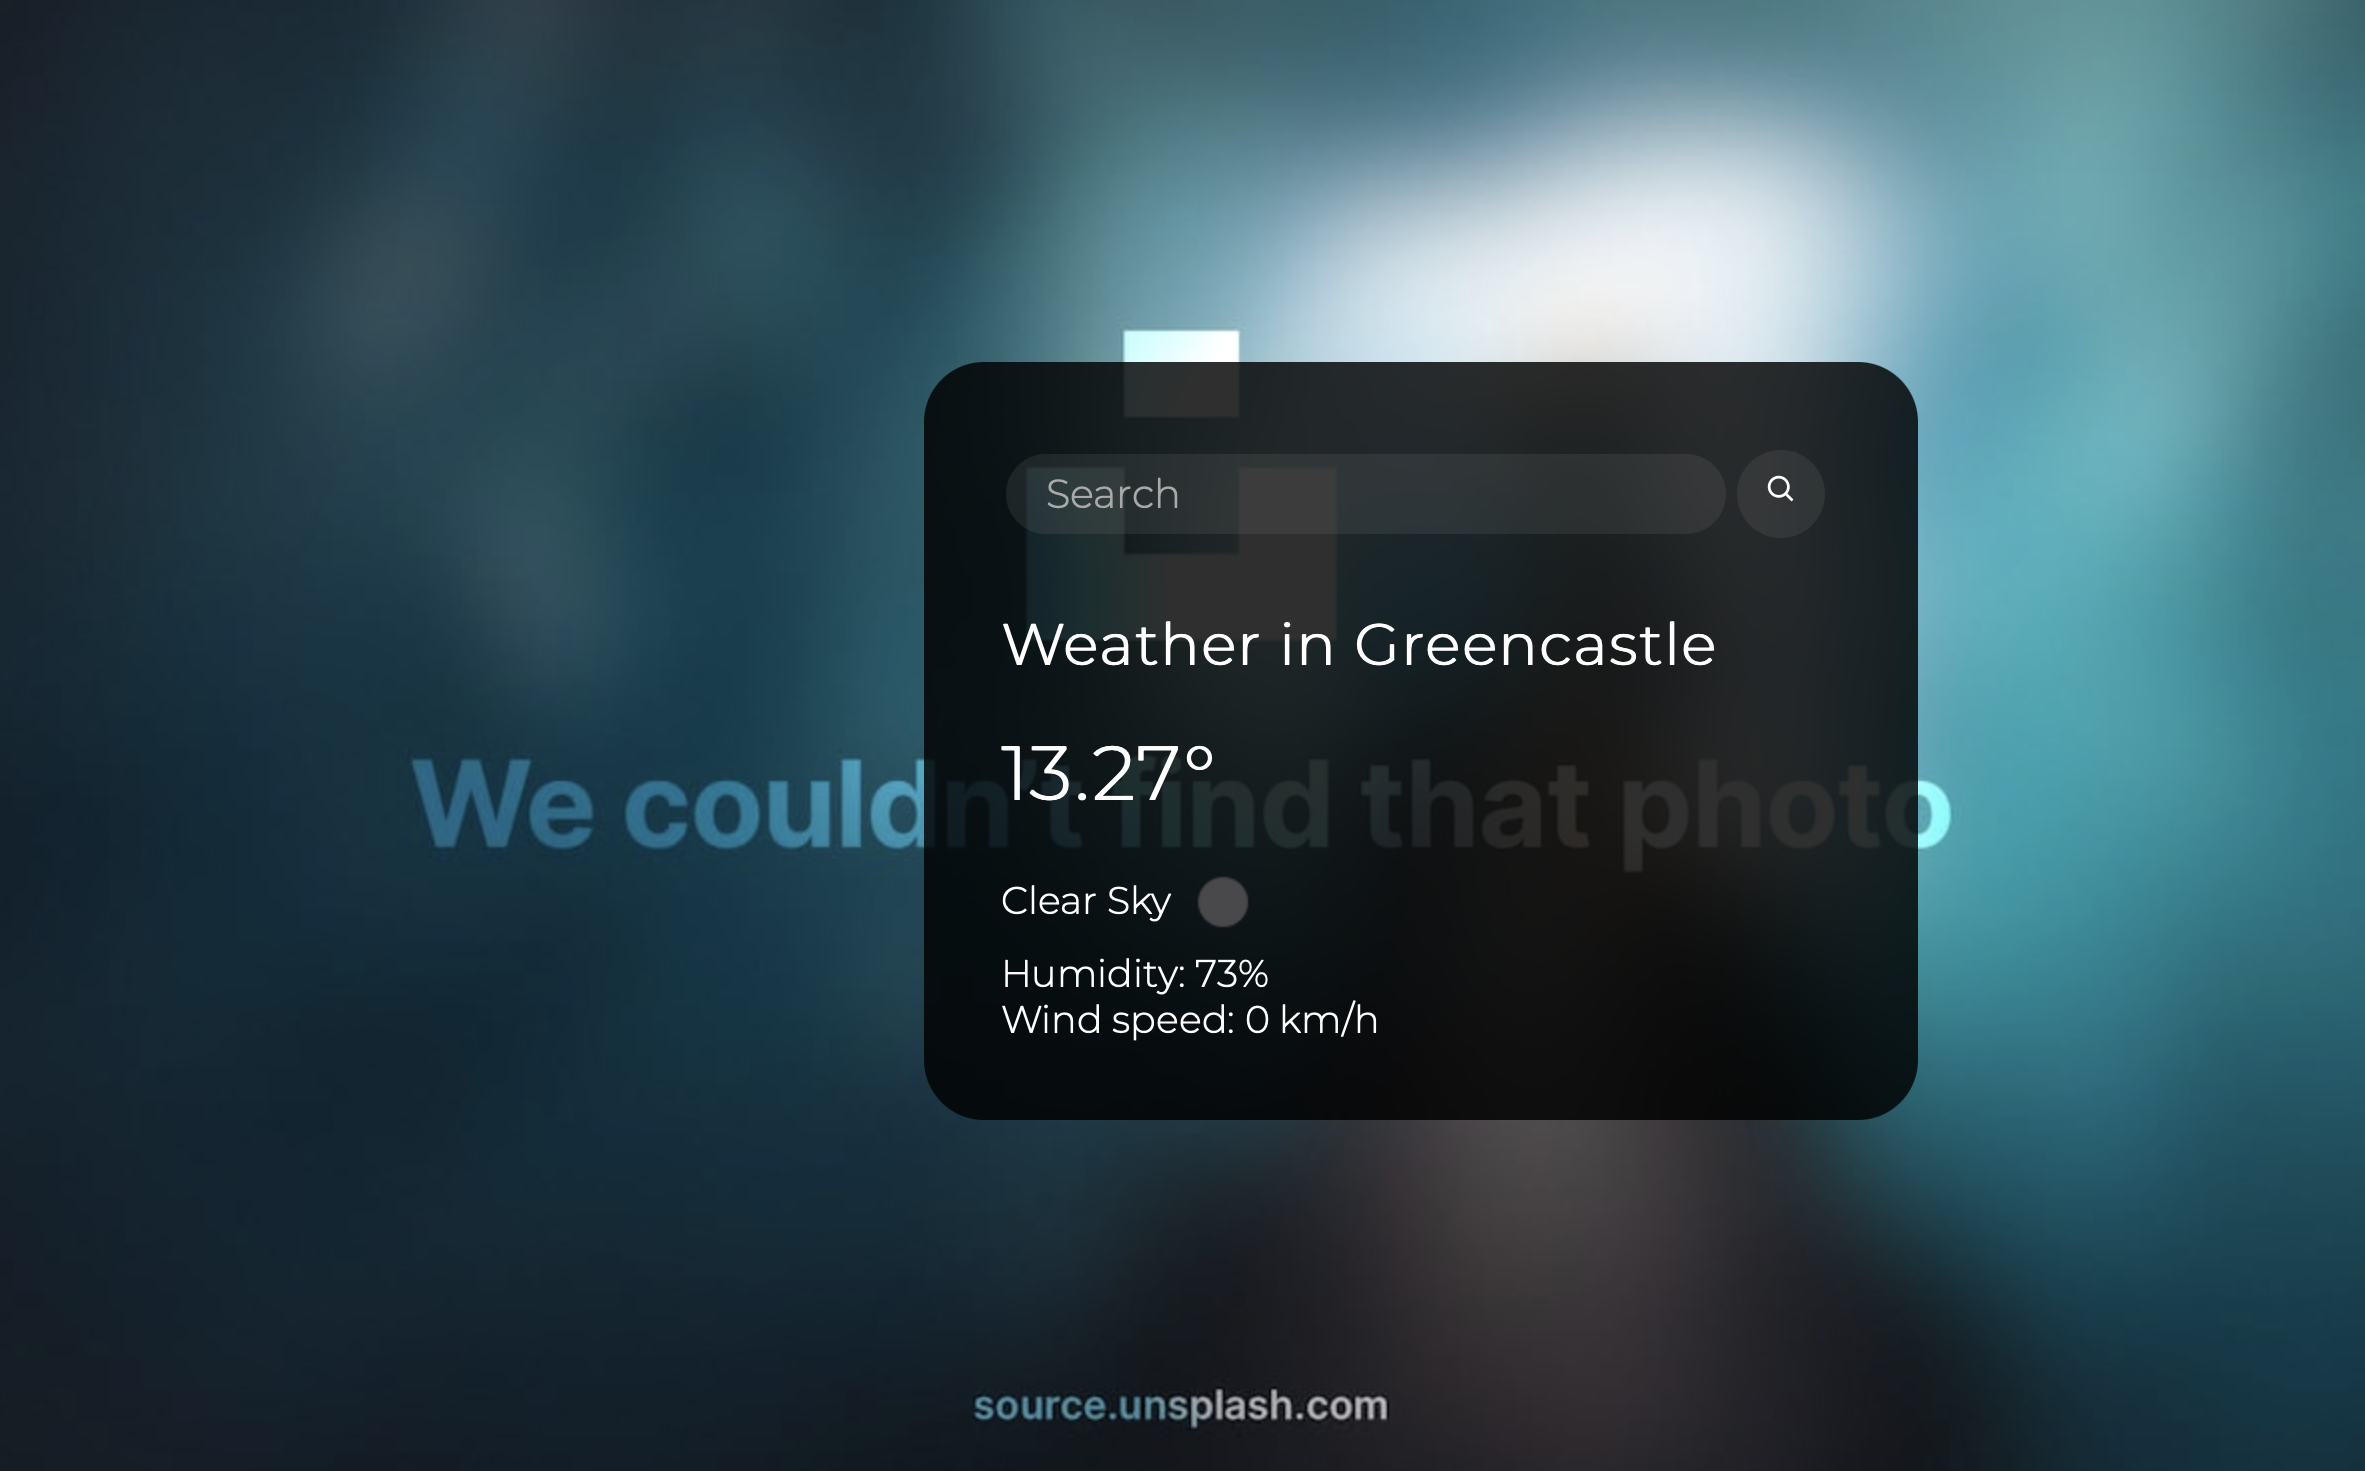 Search
Weather in Greencastle
13.27°
We couldn't find that photo
Clear Sky
Humidity: 73%
Wind speed: 0 km/h
source.unsplash.com